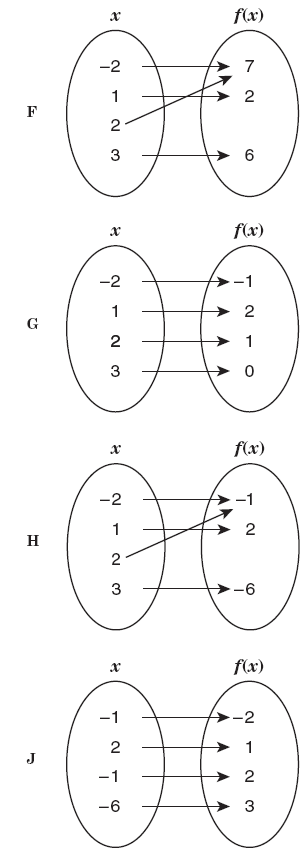 x f(x)
−2 7
1 2
F
2
3 6
x f(x)
−2 −1
1 2
G
2 1
3 0
x f(x)
−2 −1
1 2
H
2
3 −6
x f(x)
−1 −2
2 1
J
−1 2
−6 3